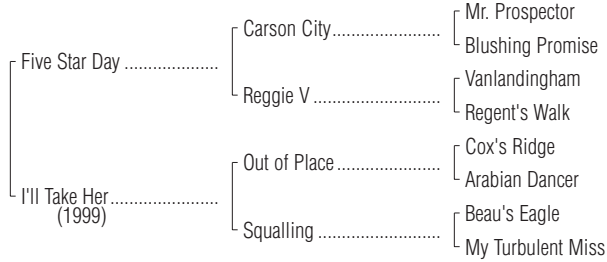 Mr. Prospector
Carson City
Blushing Promise
Five Star Day
Vanlandingham
Reggie V
Regent's Walk
Cox's Ridge
Out of Place
Arabian Dancer
I'll Take Her
(1999)
Beau's Eagle
Squalling
My Turbulent Miss